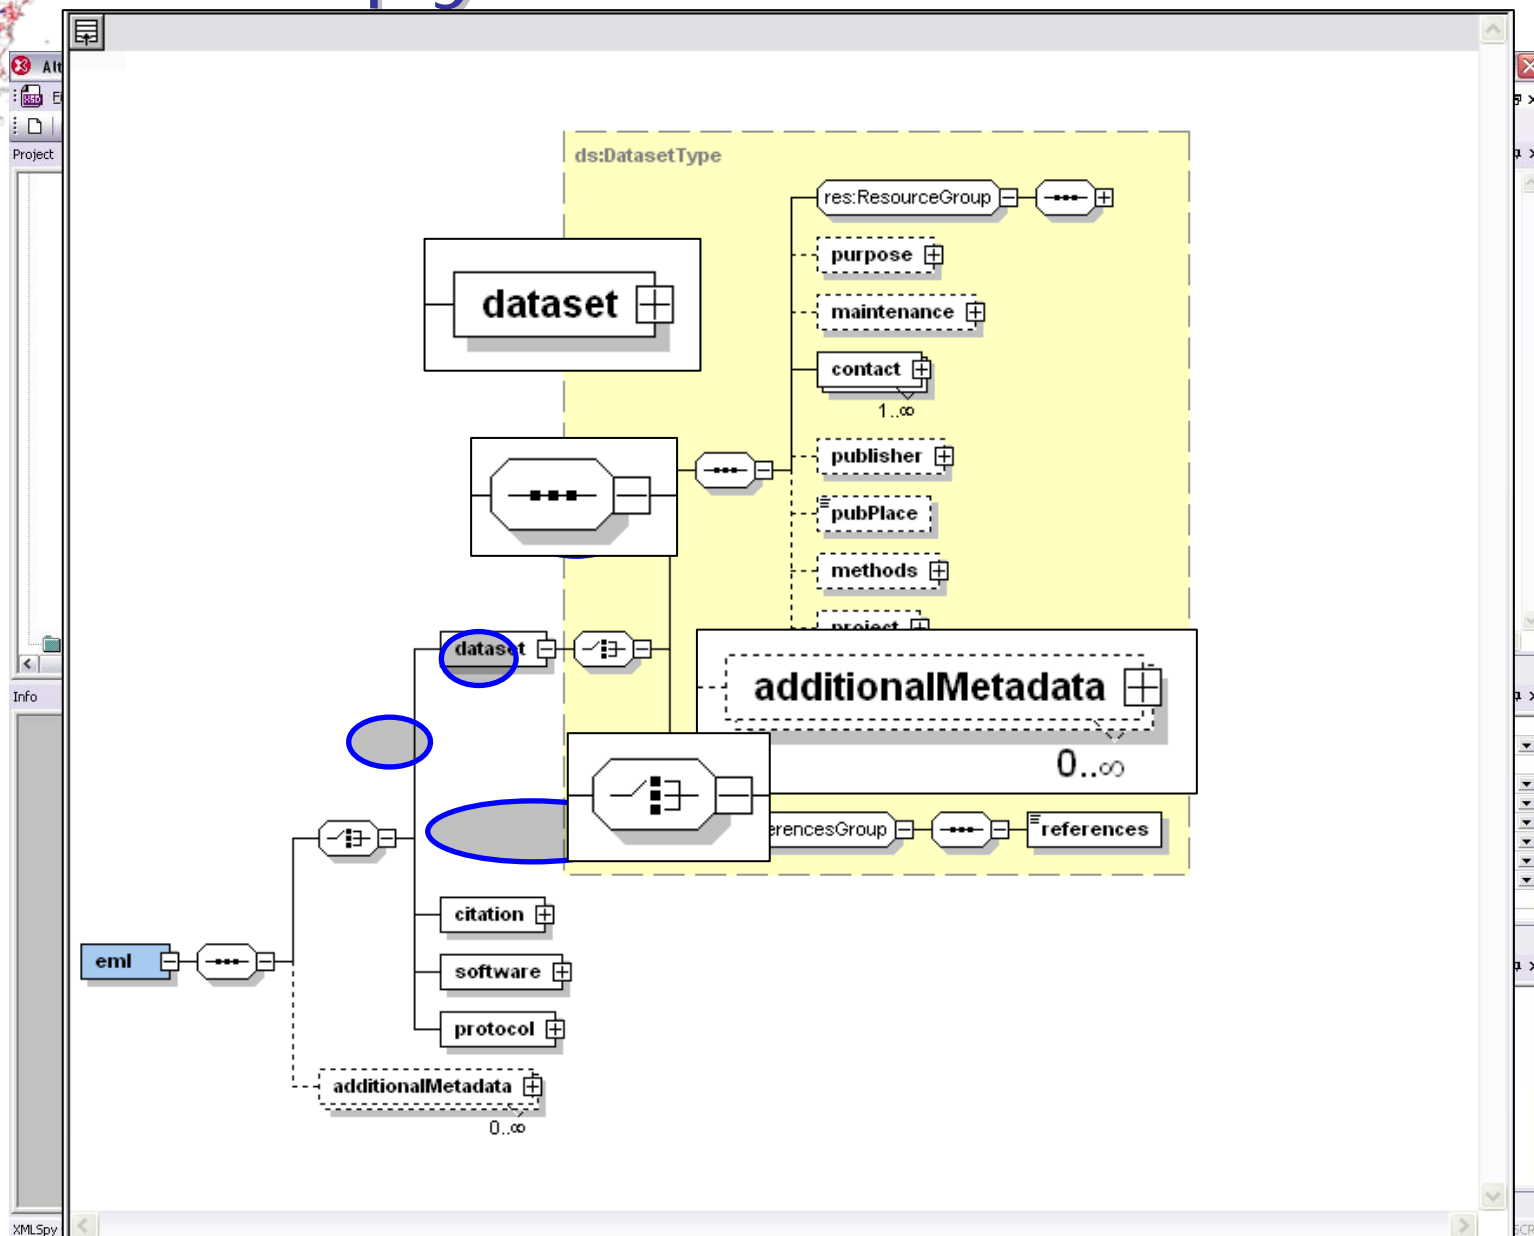 Project
ds:DatasetType
res:ResourceGroup
purpose
dataset
maintenance
contact
1..∞
publisher
pubPlace
methods
project
dataset
Info
additionalMetadata
0..∞
references
citation
eml
software
protocol
additionalMetadata
0..∞
XMLSpy